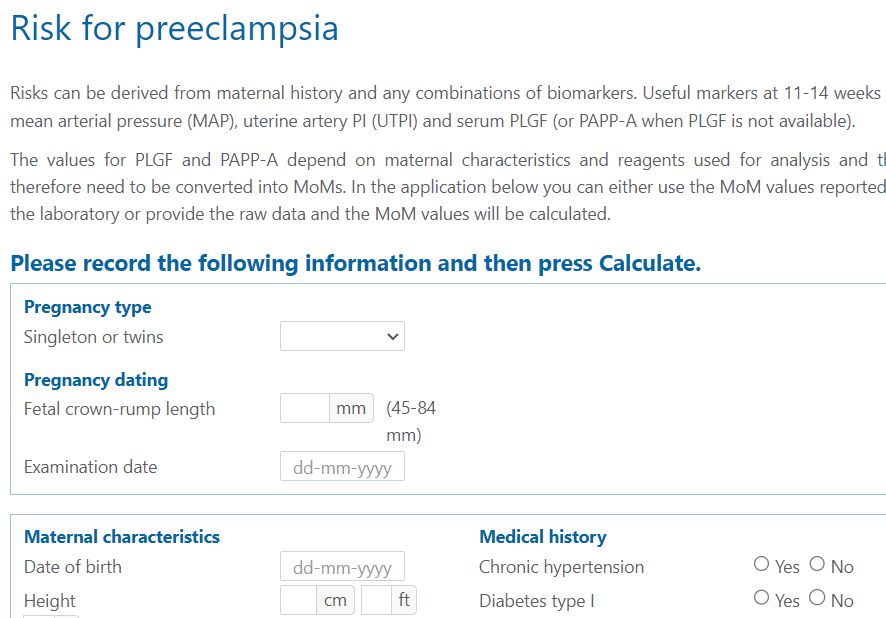 Risk for preeclampsia
Risks can be derived from maternal history and any combinations of biomarkers. Useful markers at 11-14 weeks
mean arterial pressure (MAP), uterine artery PI (UTPI) and serum PLGF (or PAPP-A when PLGF is not available).
The values for PLGF and PAPP-A depend on maternal characteristics and reagents used for analysis and
therefore need to be converted into MoMs. In the application below you can either use the MoM values reported
the laboratory or provide the raw data and the MoM values will be calculated.
Please record the following information and then press Calculate.
Pregnancy type
Singleton or twins
Pregnancy dating
Fetal crown-rump length mm (45-84
mm)
Examination date dd-mm-yyyy
Maternal characteristics Medical history
Date of birth dd-mm-yyyy Chronic hypertension Yes No
Height cm ft Diabetes type I Yes No